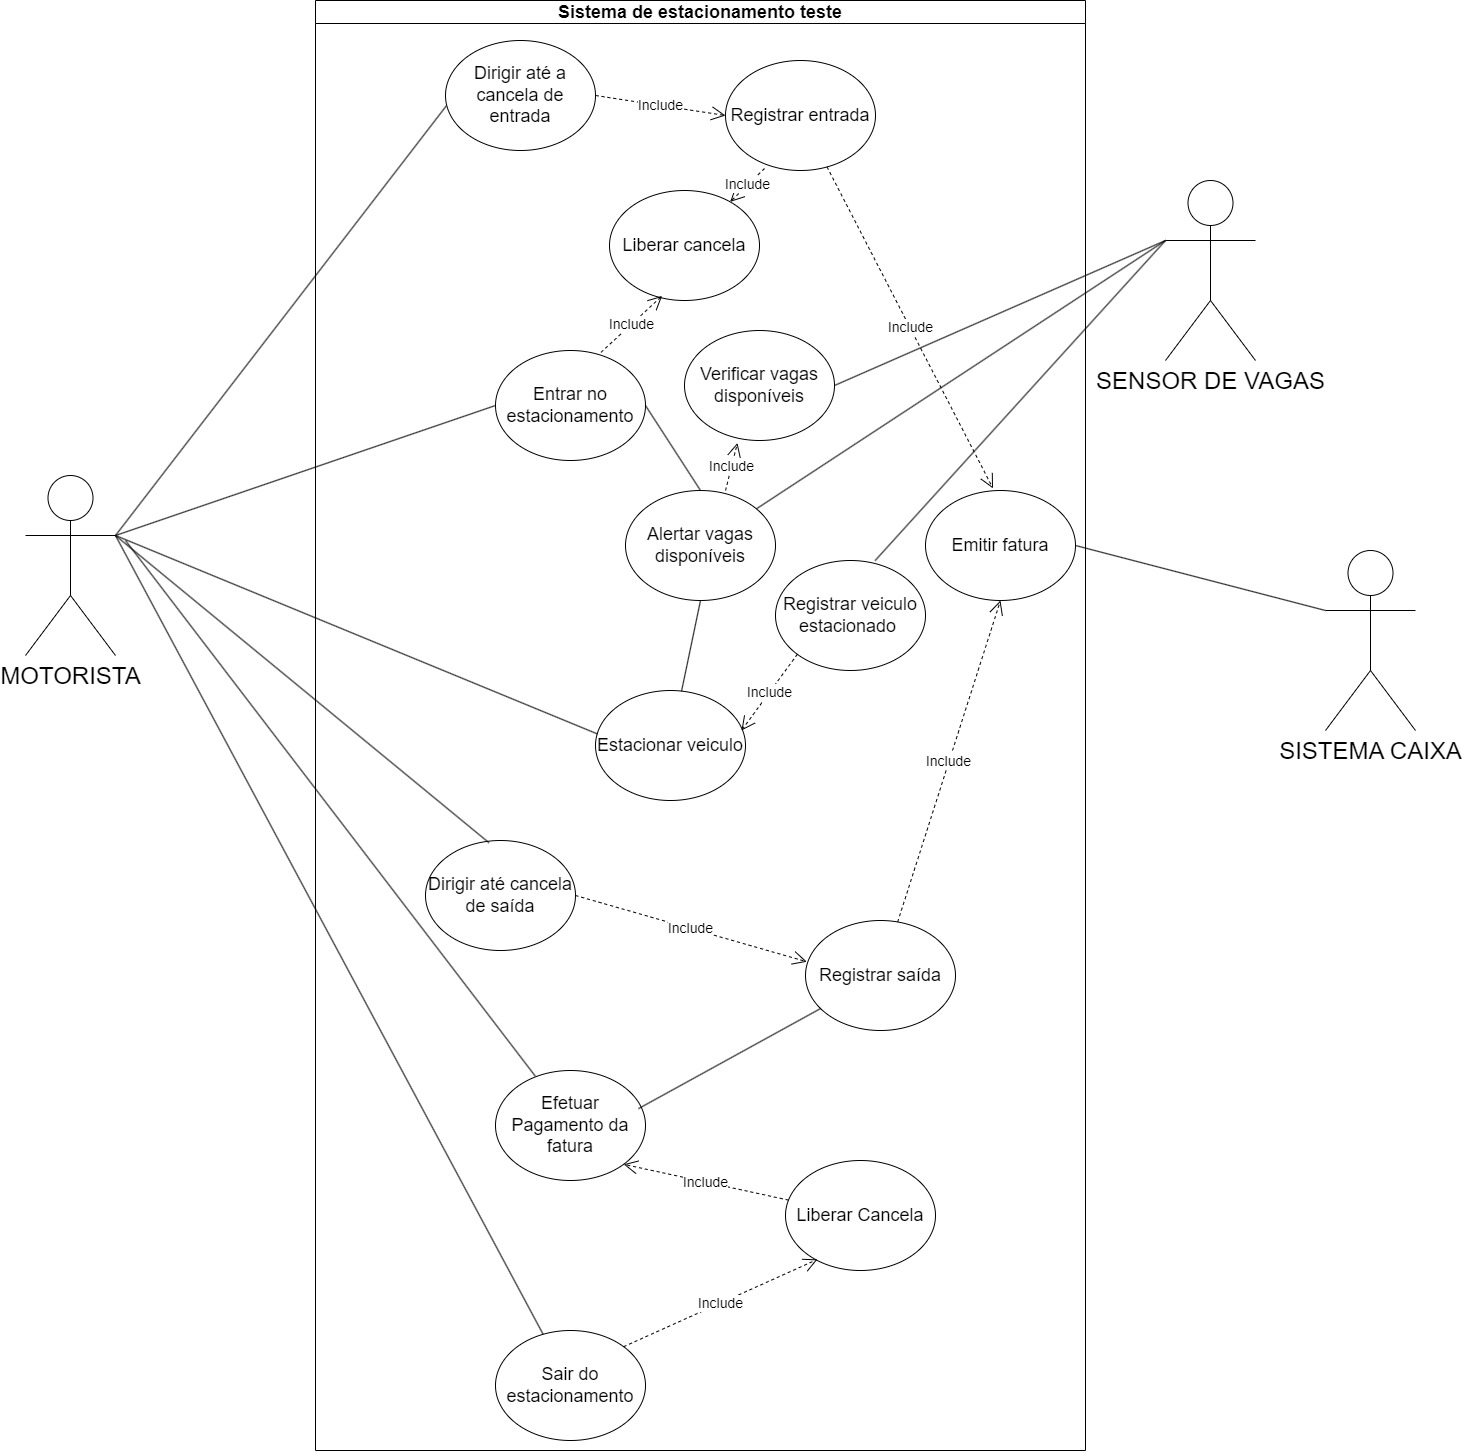 Sistema de estacionamento teste
Dirigir até a
cancela de
entrada
Include
Registrar entrada
Include
Liberar cancela
Include
Include
Entrar no
estacionamento
Verificar vagas
disponíveis
SENSOR DE VAGAS
Include
Alertar vagas
disponíveis
Emitir fatura
Registrar veiculo
estacionado
MOTORISTA
Include
Estacionar veiculo
SISTEMA CAIXA
Include
Dirigir até cancela
de saída
Include
Registrar saída
Efetuar
Pagamento da
fatura
Include
Liberar Cancela
Include
Sair do
estacionamento